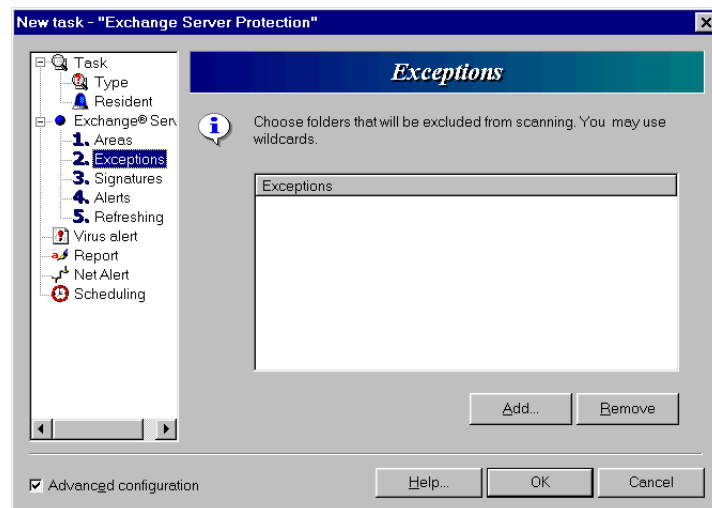 New task - "Exchange Server Protection"
Task
Type
Resident
Exchange® Serv
1. Areas
2. Exceptions
3. Signatures
4. Alerts
5. Refreshing
Virus alert
Report
Net Alert
Scheduling
Exceptions
Choose folders that will be excluded from scanning. You may use
wildcards.
Exceptions
Add...
Remove
Advanced configuration
Help...
OK
Cancel